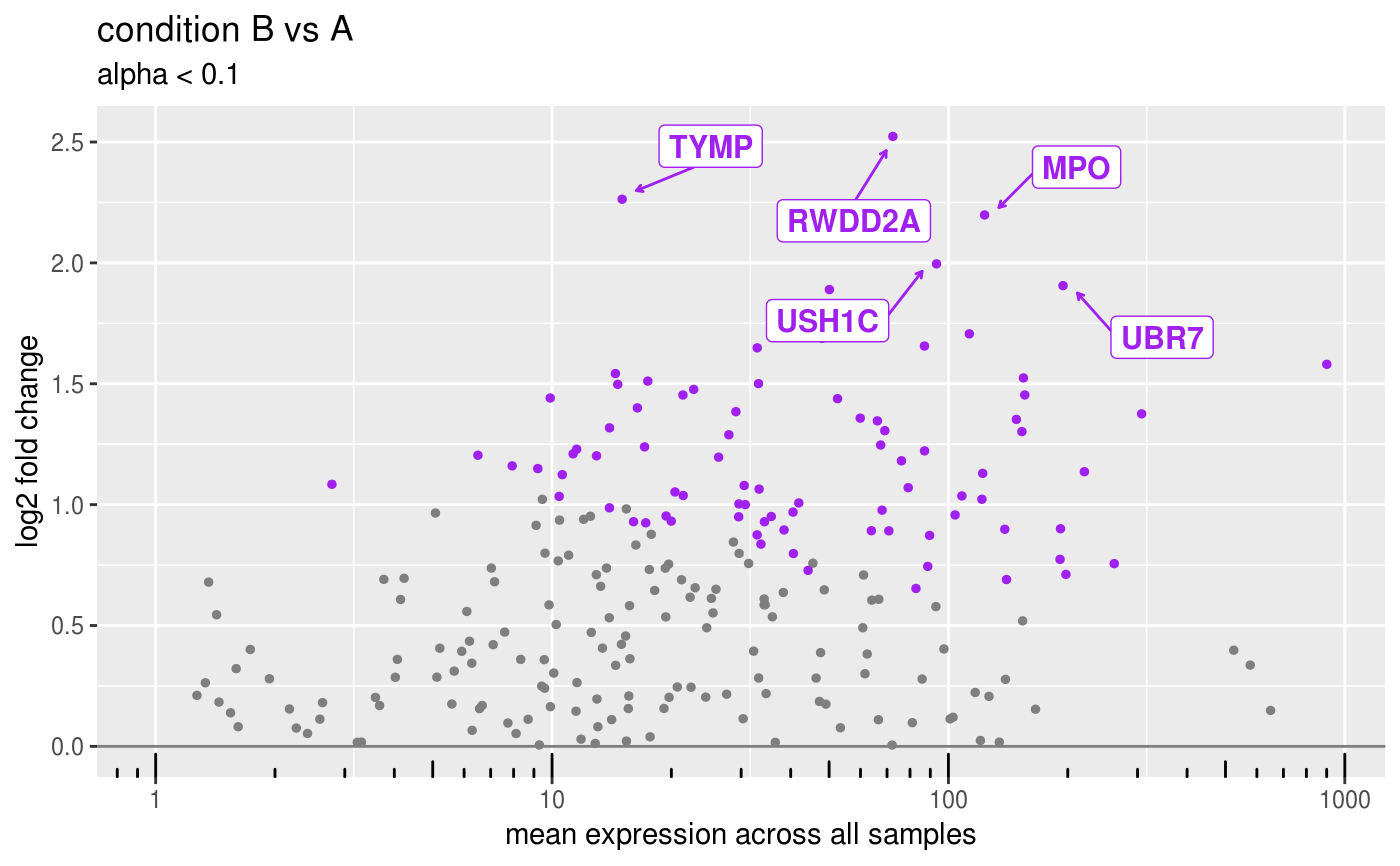 condition B vs A
alpha < 0.1
log2 fold change
2.5
2.0
1.5
1.0
0.5
0.0
TYMP
MPO
RWDD2A
USH1C
UBR7
1 10 100 1000
mean expression across all samples